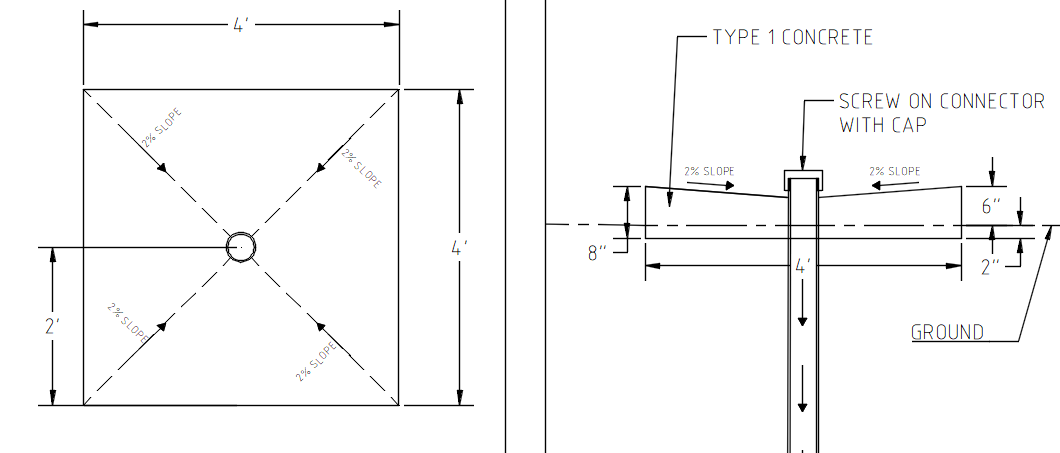 4'
2% SLOPE
2% SLOPE
4'
2'
2% SLOPE
2% SLOPE
TYPE 1 CONCRETE
SCREW ON CONNECTOR
WITH CAP
2% SLOPE
2% SLOPE
6"
8"
4'
2"
GROUND